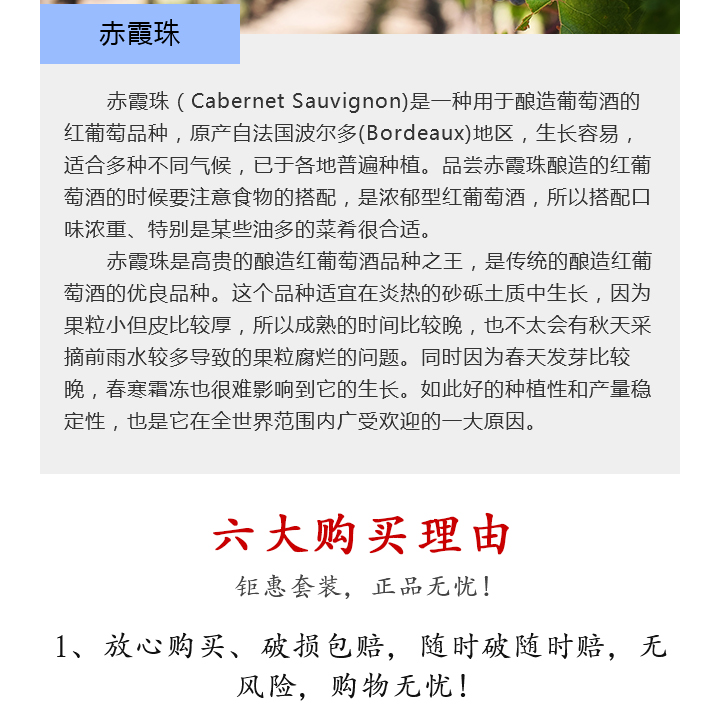 赤霞珠
赤霞珠（Cabernet Sauvignon)是一种用于酿造葡萄酒的
红葡萄品种，原产自法国波尔多(Bordeaux)地区，生长容易，
适合多种不同气候，已于各地普遍种植。品尝赤霞珠酿造的红葡
萄酒的时候要注意食物的搭配，是浓郁型红葡萄酒，所以搭配口
味浓重、特别是某些油多的菜肴很合适。
赤霞珠是高贵的酿造红葡萄酒品种之王，是传统的酿造红葡
萄酒的优良品种。这个品种适宜在炎热的砂砾土质中生长，因为
果粒小但皮比较厚，所以成熟的时间比较晚，也不太会有秋天采
摘前雨水较多导致的果粒腐烂的问题。同时因为春天发芽比较
晚，春寒霜冻也很难影响到它的生长。如此好的种植性和产量稳
定性，也是它在全世界范围内广受欢迎的一大原因。
六大购买理由
钜惠套装，正品无忧！
1、放心购买、破损包赔，随时破随时赔，无
风险，购物无忧！